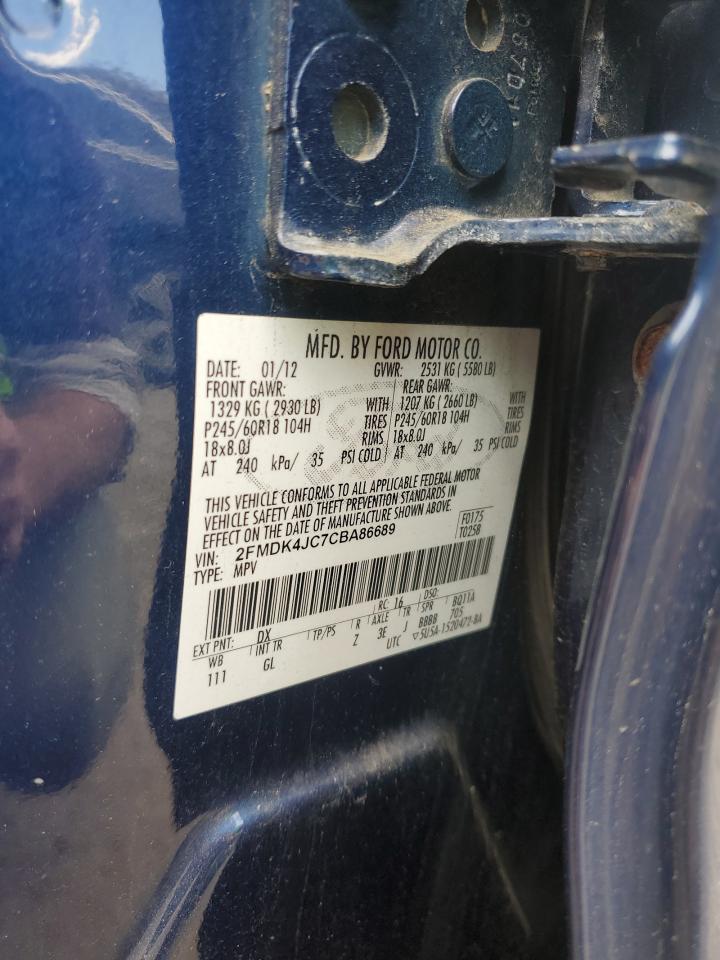 MFD. BY FORD MOTOR CO.
DATE: 01/12 GVWR: 2531 KG ( 5580 LB)
FRONT GAWR: REAR GAWR:
1329 KG ( 2930 LB) WITH 1207 KG ( 2660 LB) WITH
P245/60R18 104H TIRES P245/60R18 104H TIRES
18x8.0J RIMS 18x8.0J RIMS
AT 240 kPa/ 35 PSI COLD AT 240 kPa/ 35 PSI COLD
THIS VEHICLE CONFORMS TO ALL APPLICABLE FEDERAL MOTOR
VEHICLE SAFETY AND THEFT PREVENTION STANDARDS IN
EFFECT ON THE DATE OF MANUFACTURE SHOWN ABOVE.
VIN: 2FMDK4JC7CBA86689 F0175
TYPE: MPV T0258
EXT PNT: DX RC: 16 DSO:
WB INT TR TP/PS R AXLE TR SPR BQ11A
111 GL Z 3E J BBBB 705
UTC ▽5U5A-1520472-BA